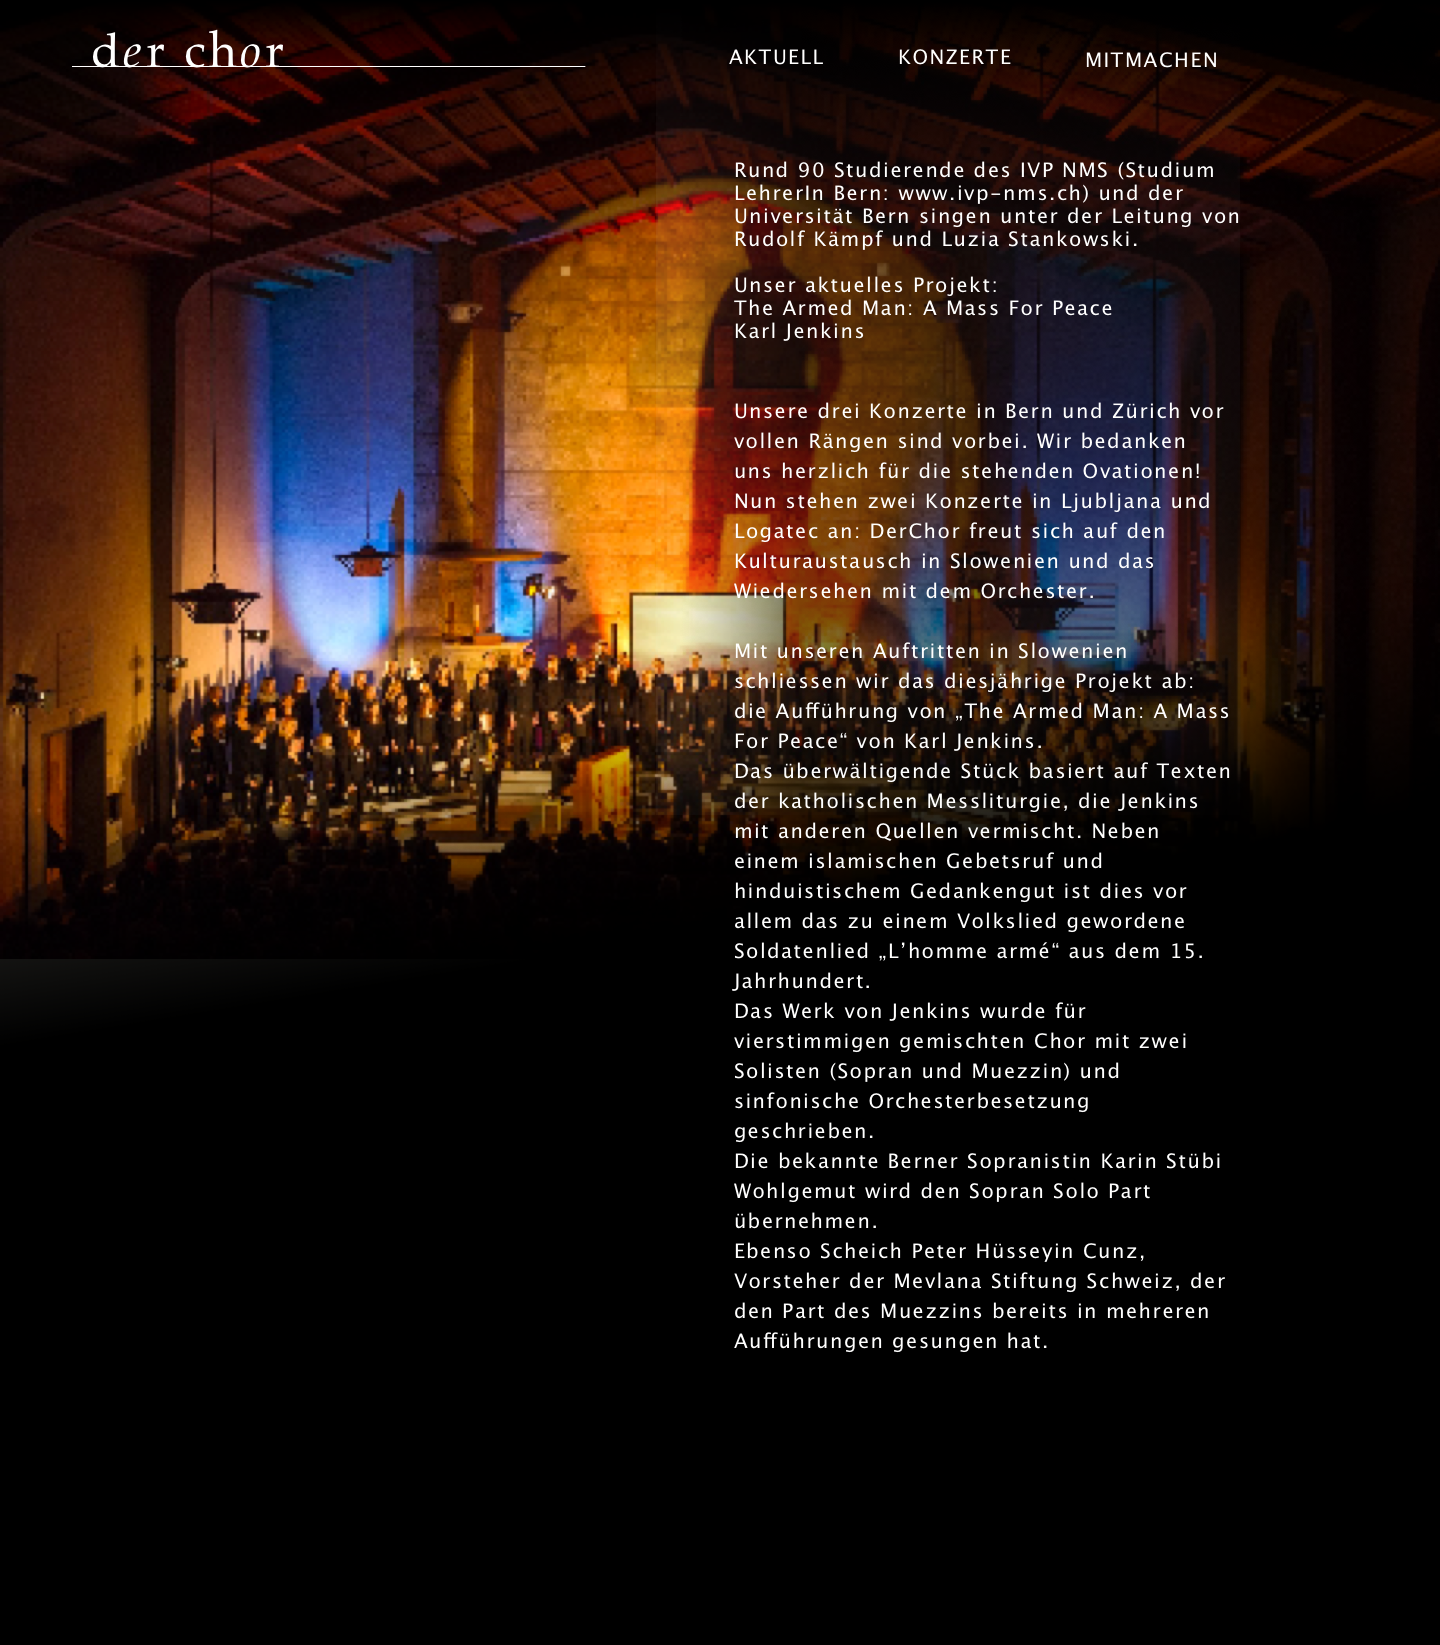 der chor
AKTUELL KONZERTE MITMACHEN
Rund 90 Studierende des IVP NMS (Studium
LehrerIn Bern: www.ivp-nms.ch) und der
Universität Bern singen unter der Leitung von
Rudolf Kämpf und Luzia Stankowski.
Unser aktuelles Projekt:
The Armed Man: A Mass For Peace
Karl Jenkins
Unsere drei Konzerte in Bern und Zürich vor
vollen Rängen sind vorbei. Wir bedanken
uns herzlich für die stehenden Ovationen!
Nun stehen zwei Konzerte in Ljubljana und
Logatec an: DerChor freut sich auf den
Kulturaustausch in Slowenien und das
Wiedersehen mit dem Orchester.
Mit unseren Auftritten in Slowenien
schliessen wir das diesjährige Projekt ab:
die Aufführung von „The Armed Man: A Mass
For Peace“ von Karl Jenkins.
Das überwältigende Stück basiert auf Texten
der katholischen Messliturgie, die Jenkins
mit anderen Quellen vermischt. Neben
einem islamischen Gebetsruf und
hinduistischem Gedankengut ist dies vor
allem das zu einem Volkslied gewordene
Soldatenlied „L’homme armé“ aus dem 15.
Jahrhundert.
Das Werk von Jenkins wurde für
vierstimmigen gemischten Chor mit zwei
Solisten (Sopran und Muezzin) und
sinfonische Orchesterbesetzung
geschrieben.
Die bekannte Berner Sopranistin Karin Stübi
Wohlgemut wird den Sopran Solo Part
übernehmen.
Ebenso Scheich Peter Hüsseyin Cunz,
Vorsteher der Mevlana Stiftung Schweiz, der
den Part des Muezzins bereits in mehreren
Aufführungen gesungen hat.